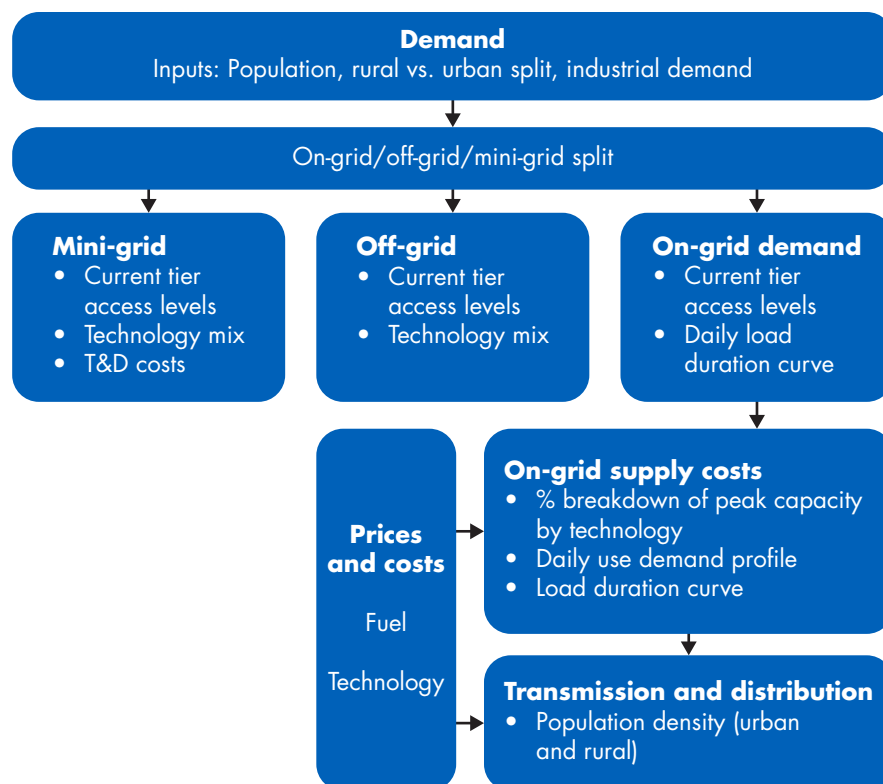 Demand
Inputs: Population, rural vs. urban split, industrial demand
On-grid/off-grid/mini-grid split
Mini-grid
• Current tier
access levels
• Technology mix
• T&D costs
Off-grid
• Current tier
access levels
• Technology mix
On-grid demand
• Current tier
access levels
• Daily load
duration curve
Prices
and costs
Fuel
Technology
On-grid supply costs
• % breakdown of peak capacity
by technology
• Daily use demand profile
• Load duration curve
Transmission and distribution
• Population density (urban
and rural)